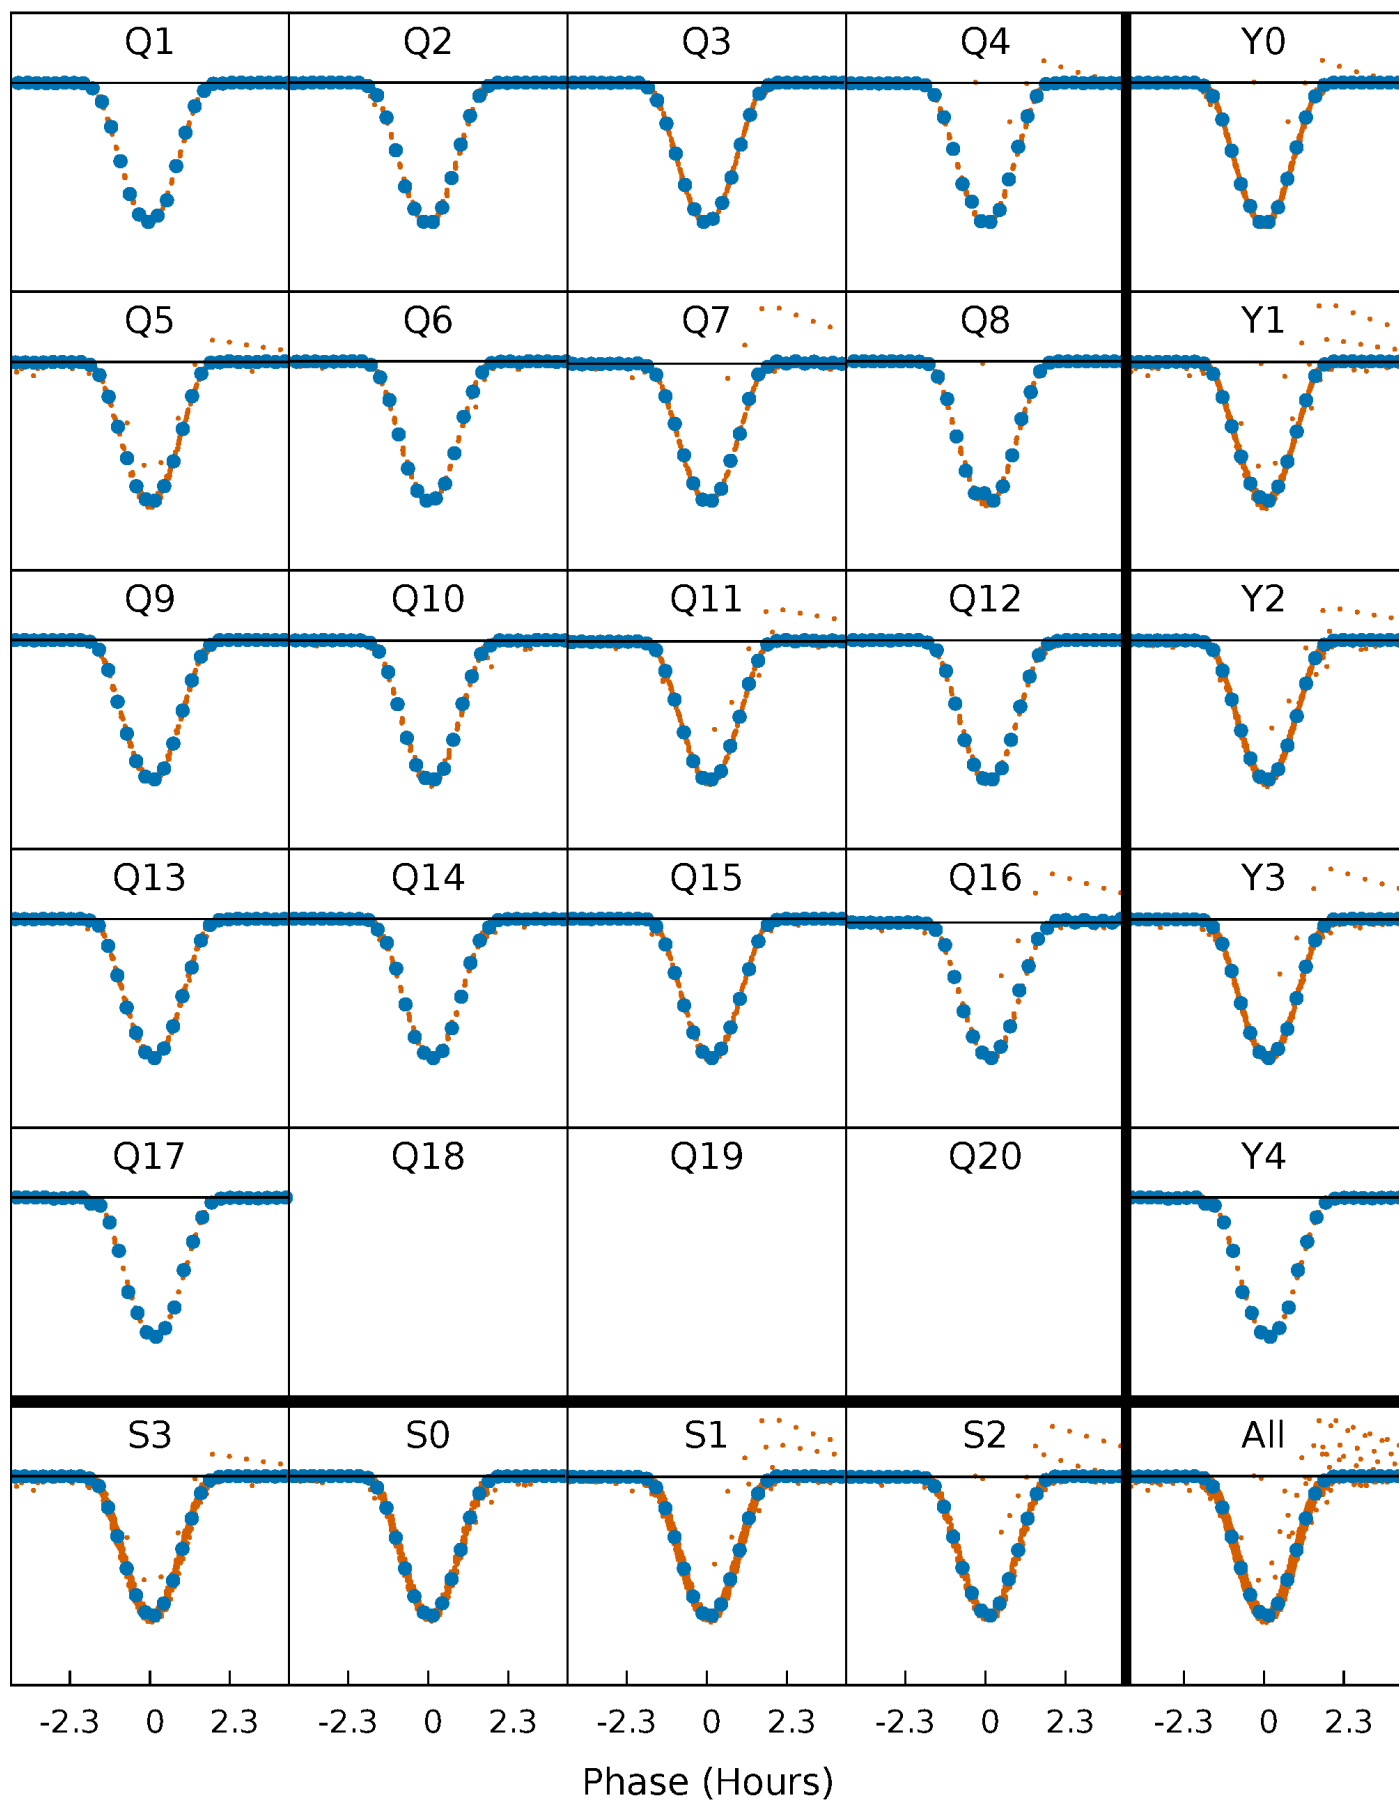 Q1 Q2 Q3 Q4 Y0
Q5 Q6 Q7 Q8 Y1
Q9 Q10 Q11 Q12 Y2
Q13 Q14 Q15 Q16 Y3
Q17 Q18 Q19 Q20 Y4
S3 S0 S1 S2 All
-2.3 0 2.3 -2.3 0 2.3 -2.3 0 2.3 -2.3 0 2.3 -2.3 0 2.3
Phase (Hours)